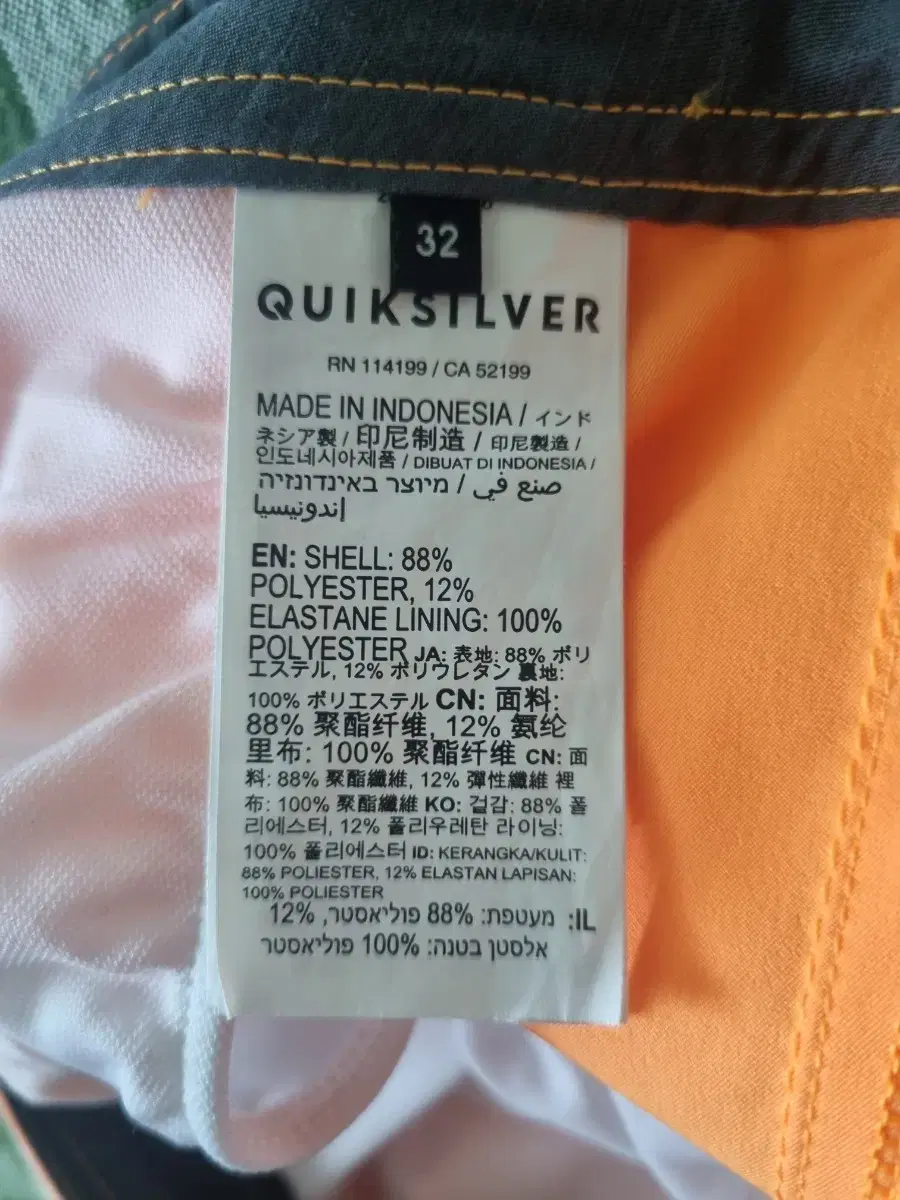 32
QUIKSILVER
RN 114199 / CA 52199
MADE IN INDONESIA / インド
ネシア製 / 印尼制造 / 印尼製造 /
인도네시아제품 / DIBUAT DI INDONESIA /
صنع في / מיוצר באינדונזיה
إندونيسيا
EN: SHELL: 88%
POLYESTER, 12%
ELASTANE LINING: 100%
POLYESTER JA: 表地: 88% ポリ
エステル, 12% ポリウレタン 裏地:
100% ポリエステル CN: 面料:
88% 聚酯纤维, 12% 氨纶
里布: 100% 聚酯纤维 CN: 面
料: 88% 聚酯纖維, 12% 彈性纖維 裡
布: 100% 聚酯纖維 KO: 겉감: 88% 폴
리에스터, 12% 폴리우레탄 라이닝:
100% 폴리에스터 ID: KERANGKA/KULIT:
88% POLIESTER, 12% ELASTAN LAPISAN:
100% POLIESTER
IL: מעטפת: 88% פוליאסטר, 12%
אלסטן בטנה: 100% פוליאסטר